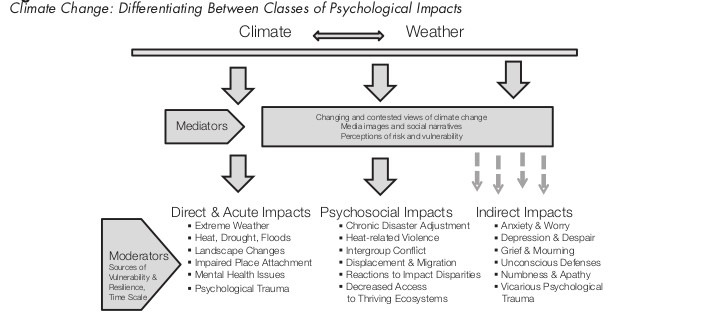 Climate Change: Differentiating Between Classes of Psychological Impacts
Climate
Weather
Mediators
Changing and contested views of climate change
Media images and social narratives
Perceptions of risk and vulnerability
Direct & Acute Impacts
▪ Extreme Weather
▪ Heat, Drought, Floods
▪ Landscape Changes
▪ Impaired Place Attachment
▪ Mental Health Issues
▪ Psychological Trauma
Psychosocial Impacts
▪ Chronic Disaster Adjustment
▪ Heat-related Violence
▪ Intergroup Conflict
▪ Displacement & Migration
▪ Reactions to Impact Disparities
▪ Decreased Access
to Thriving Ecosystems
Indirect Impacts
▪ Anxiety & Worry
▪ Depression & Despair
▪ Grief & Mourning
▪ Unconscious Defenses
▪ Numbness & Apathy
▪ Vicarious Psychological
Trauma
Moderators
Sources of
Vulnerability &
Resilience,
Time Scale